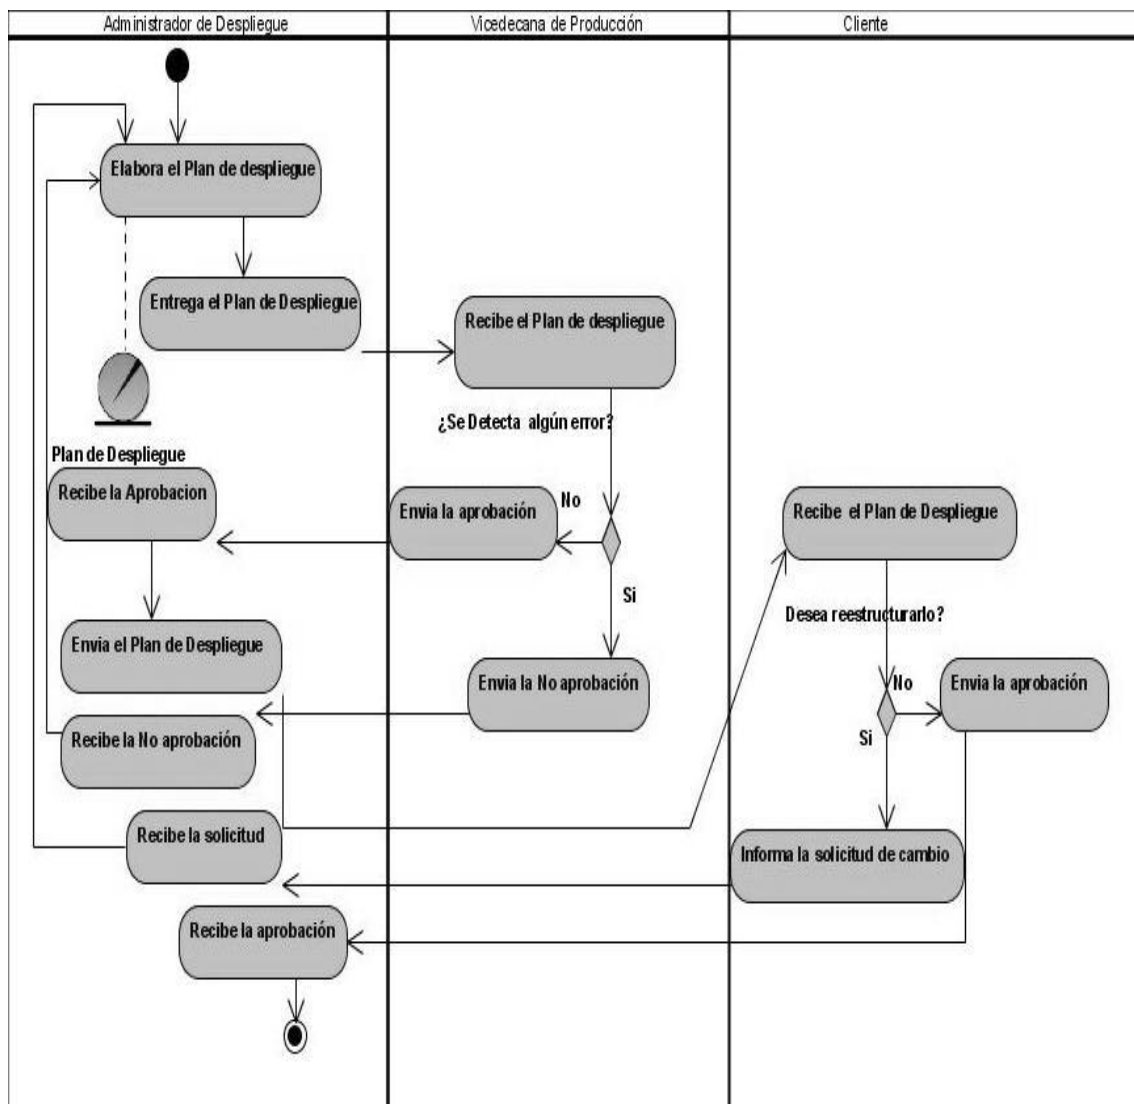 Administrador de Despliegue
Vicedecana de Producción
Cliente
Elabora el Plan de despliegue
Entrega el Plan de Despliegue
Recibe el Plan de despliegue
¿Se Detecta algún error?
Plan de Despliegue
Recibe la Aprobacion
Envia la aprobación
No
Recibe el Plan de Despliegue
Si
Desea reestructurarlo?
Envia el Plan de Despliegue
Envia la No aprobación
No
Envia la aprobación
Recibe la No aprobación
Si
Recibe la solicitud
Informa la solicitud de cambio
Recibe la aprobación